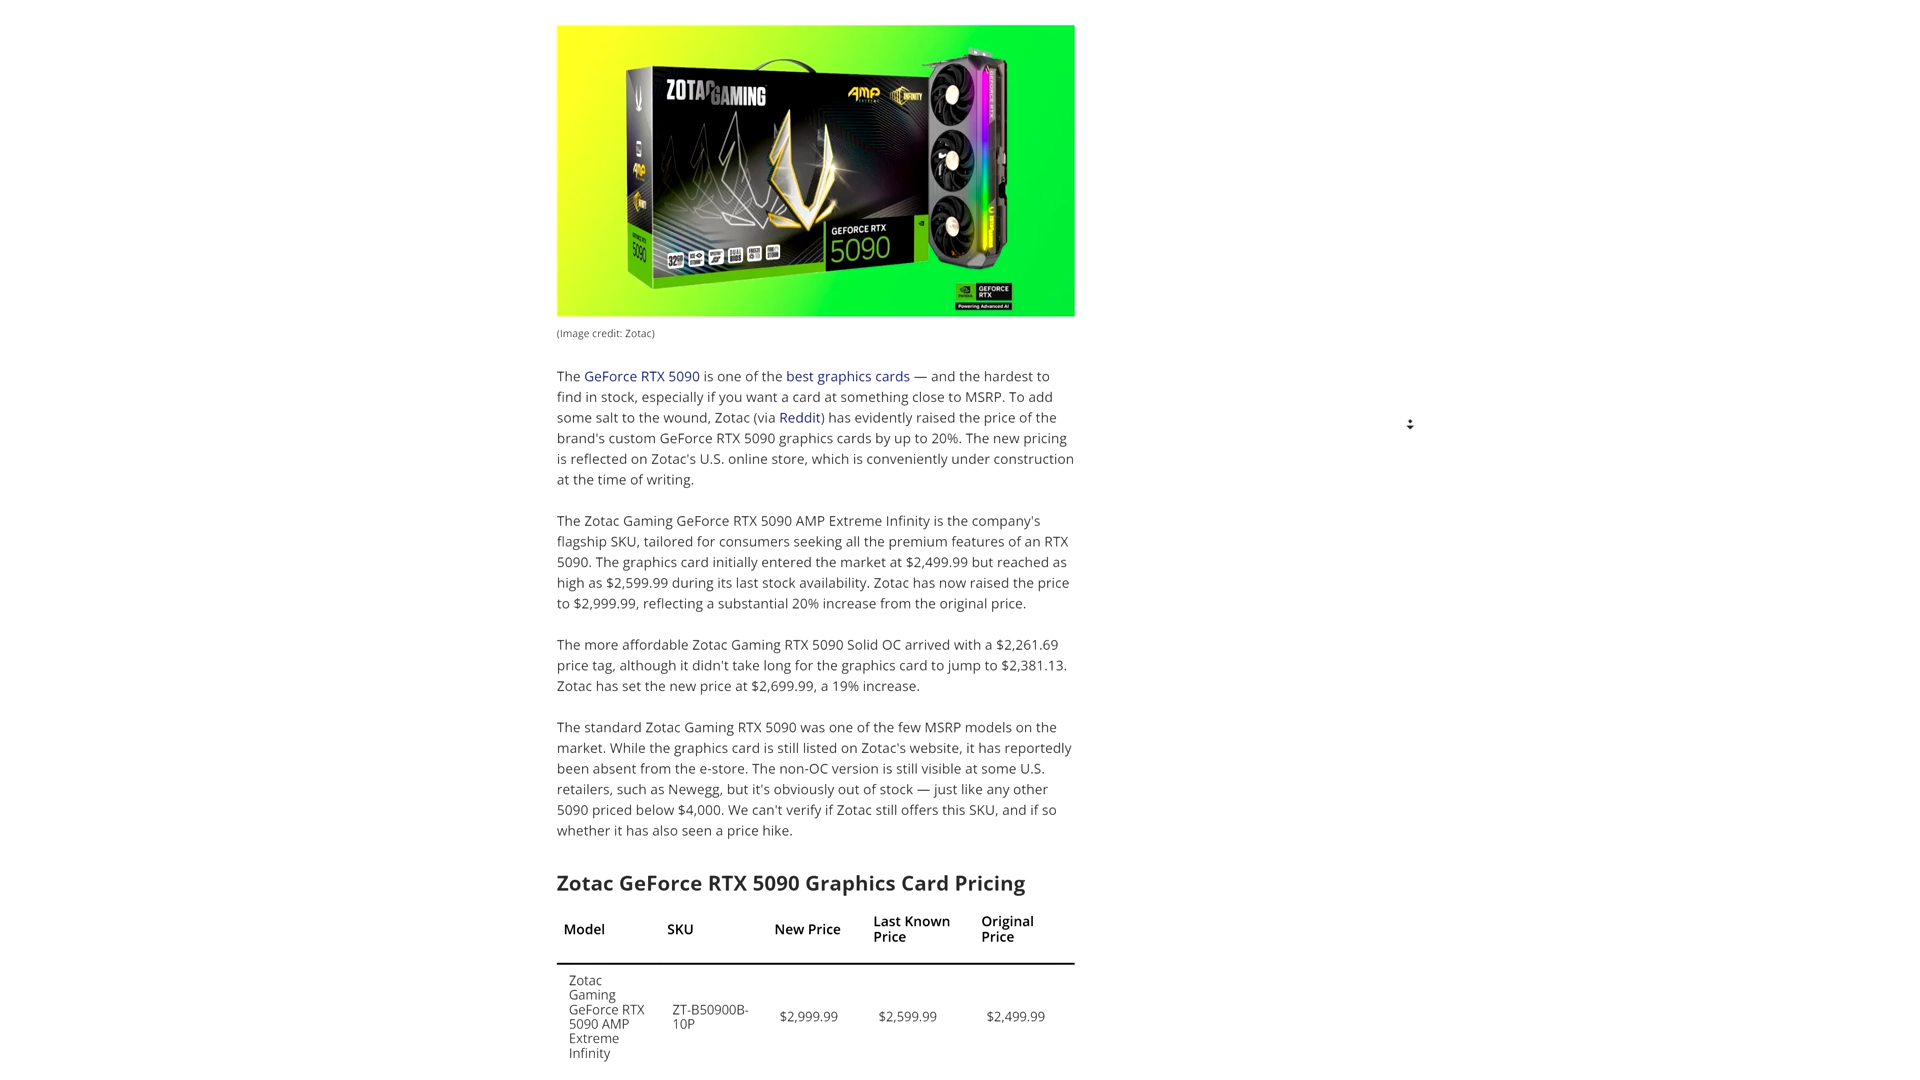 ZOTAC GAMING
AMP
EXTREME
INFINITY
AMP
GEFORCE RTX
5090
5090
32GB
DUAL BIOS
GEFORCE
RTX
Powering Advanced AI
(Image credit: Zotac)
The GeForce RTX 5090 is one of the best graphics cards — and the hardest to
find in stock, especially if you want a card at something close to MSRP. To add
some salt to the wound, Zotac (via Reddit) has evidently raised the price of the
brand's custom GeForce RTX 5090 graphics cards by up to 20%. The new pricing
is reflected on Zotac's U.S. online store, which is conveniently under construction
at the time of writing.
The Zotac Gaming GeForce RTX 5090 AMP Extreme Infinity is the company's
flagship SKU, tailored for consumers seeking all the premium features of an RTX
5090. The graphics card initially entered the market at $2,499.99 but reached as
high as $2,599.99 during its last stock availability. Zotac has now raised the price
to $2,999.99, reflecting a substantial 20% increase from the original price.
The more affordable Zotac Gaming RTX 5090 Solid OC arrived with a $2,261.69
price tag, although it didn't take long for the graphics card to jump to $2,381.13.
Zotac has set the new price at $2,699.99, a 19% increase.
The standard Zotac Gaming RTX 5090 was one of the few MSRP models on the
market. While the graphics card is still listed on Zotac's website, it has reportedly
been absent from the e-store. The non-OC version is still visible at some U.S.
retailers, such as Newegg, but it's obviously out of stock — just like any other
5090 priced below $4,000. We can't verify if Zotac still offers this SKU, and if so
whether it has also seen a price hike.
Zotac GeForce RTX 5090 Graphics Card Pricing
Model SKU New Price Last Known Price Original Price
Zotac
Gaming
GeForce RTX
5090 AMP
Extreme
Infinity
ZT-B50900B-
10P
$2,999.99 $2,599.99 $2,499.99